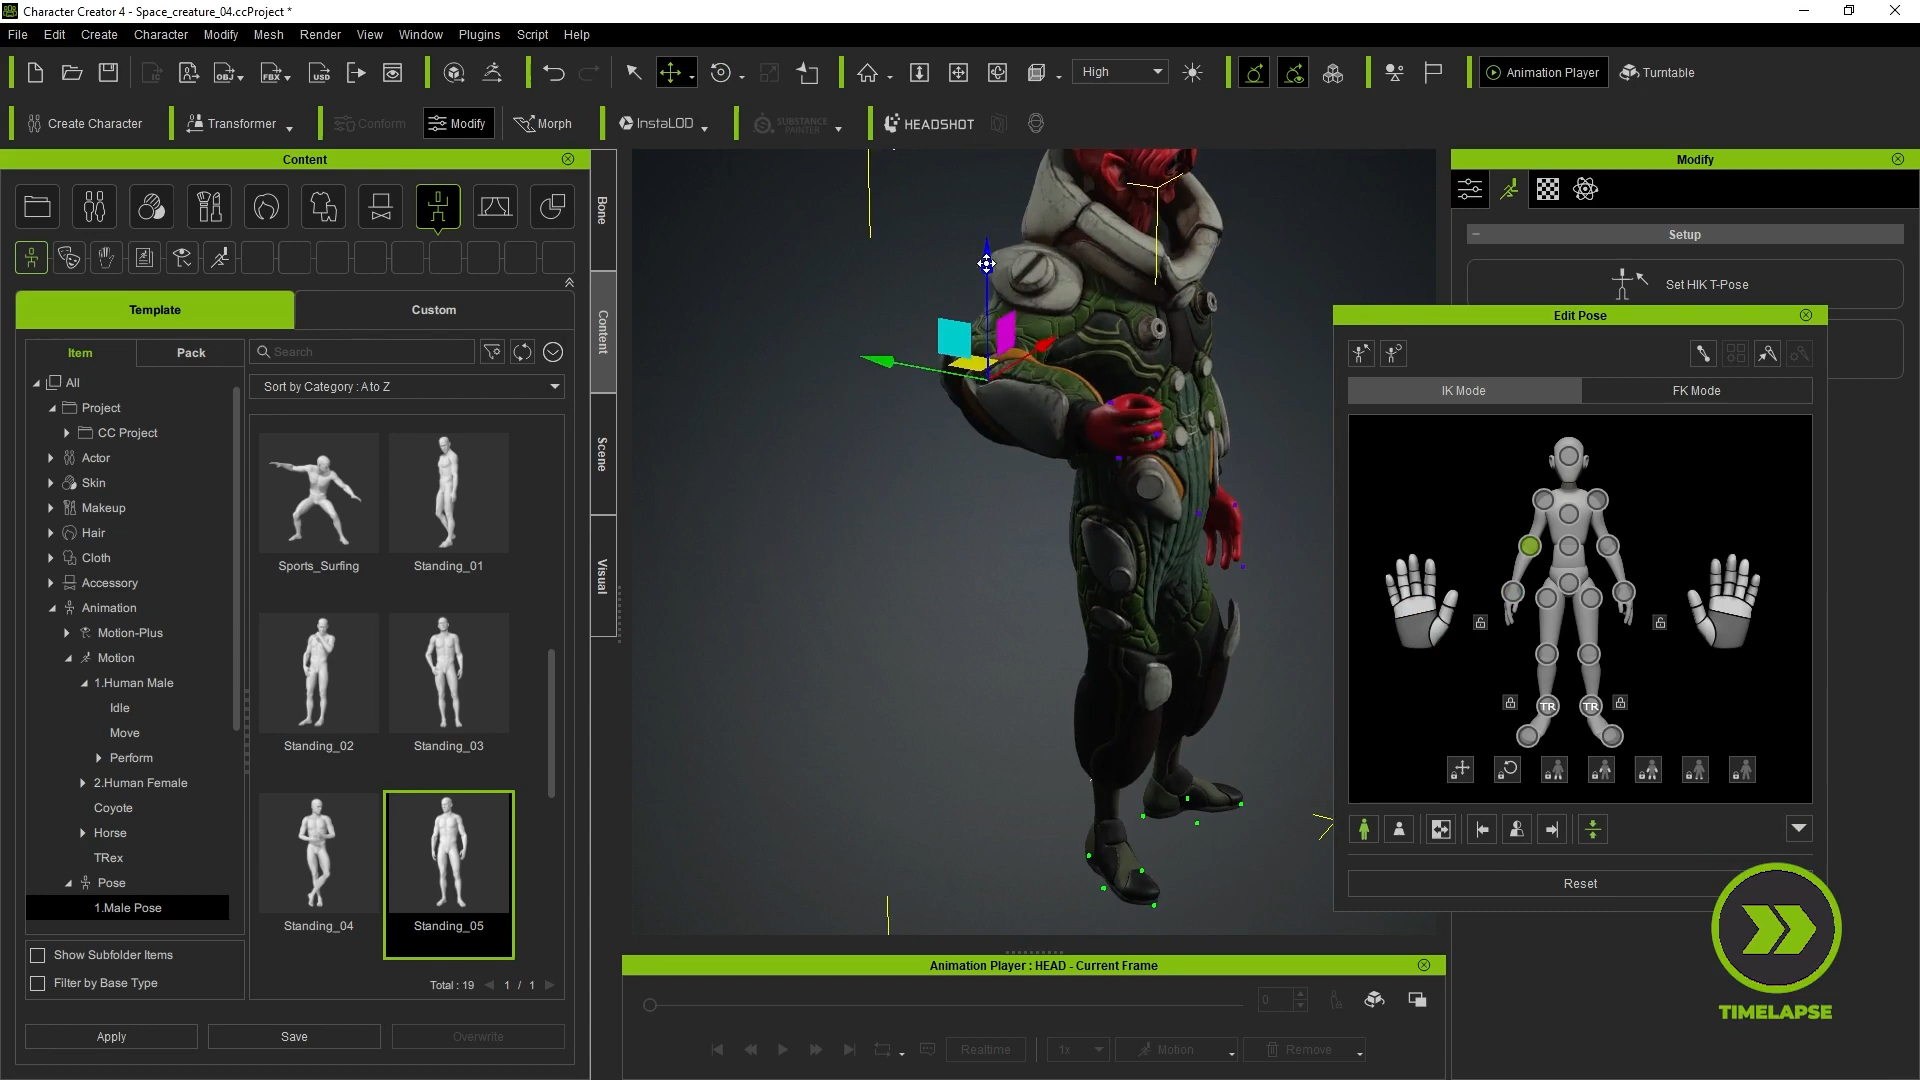 Character Creator 4 - Space_creature_04.ccProject *
File Edit Create Character Modify Mesh Render View Window Plugins Script Help
OBJ FBX USD High Animation Player Turntable
Create Character Transformer Conform Modify Morph InstaLOD SUBSTANCE PAINTER HEADSHOT
Content
Template Custom
Item Pack
Search
Sort by Category : A to Z
All
Project
CC Project
Actor
Skin
Makeup
Hair
Cloth
Accessory
Animation
Motion-Plus
Motion
1.Human Male
Idle
Move
Perform
2.Human Female
Coyote
Horse
TRex
Pose
1.Male Pose
Show Subfolder Items
Filter by Base Type
Sports_Surfing Standing_01
Standing_02 Standing_03
Standing_04 Standing_05
Total : 19 1 / 1
Apply Save Overwrite
Bone
Content
Scene
Visual
Modify
Setup
Set HIK T-Pose
Edit Pose
IK Mode FK Mode
TR TR
Reset
Animation Player : HEAD - Current Frame
0
Realtime 1x Motion Remove
TIMELAPSE